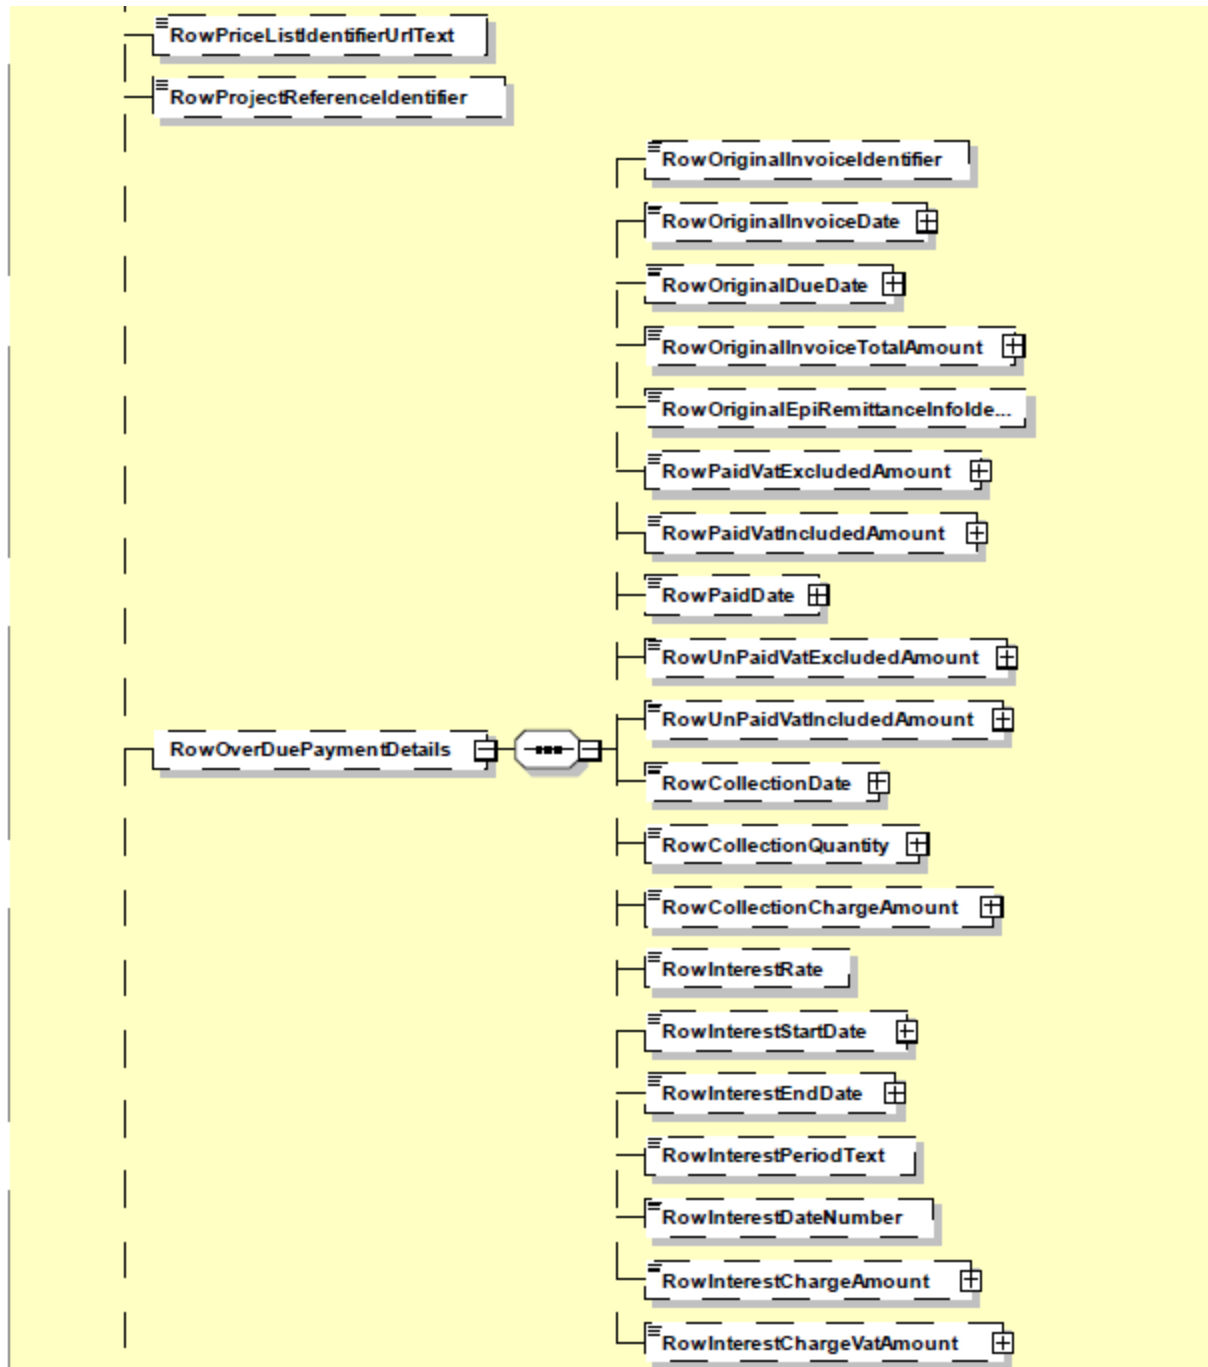 RowPriceListIdentifierUrlText
RowProjectReferenceIdentifier
RowOriginalInvoiceIdentifier
RowOriginalInvoiceDate
RowOriginalDueDate
RowOriginalInvoiceTotalAmount
RowOriginalEpiRemittanceInfoIde...
RowPaidVatExcludedAmount
RowPaidVatIncludedAmount
RowPaidDate
RowUnPaidVatExcludedAmount
RowUnPaidVatIncludedAmount
RowOverDuePaymentDetails
RowCollectionDate
RowCollectionQuantity
RowCollectionChargeAmount
RowInterestRate
RowInterestStartDate
RowInterestEndDate
RowInterestPeriodText
RowInterestDateNumber
RowInterestChargeAmount
RowInterestChargeVatAmount